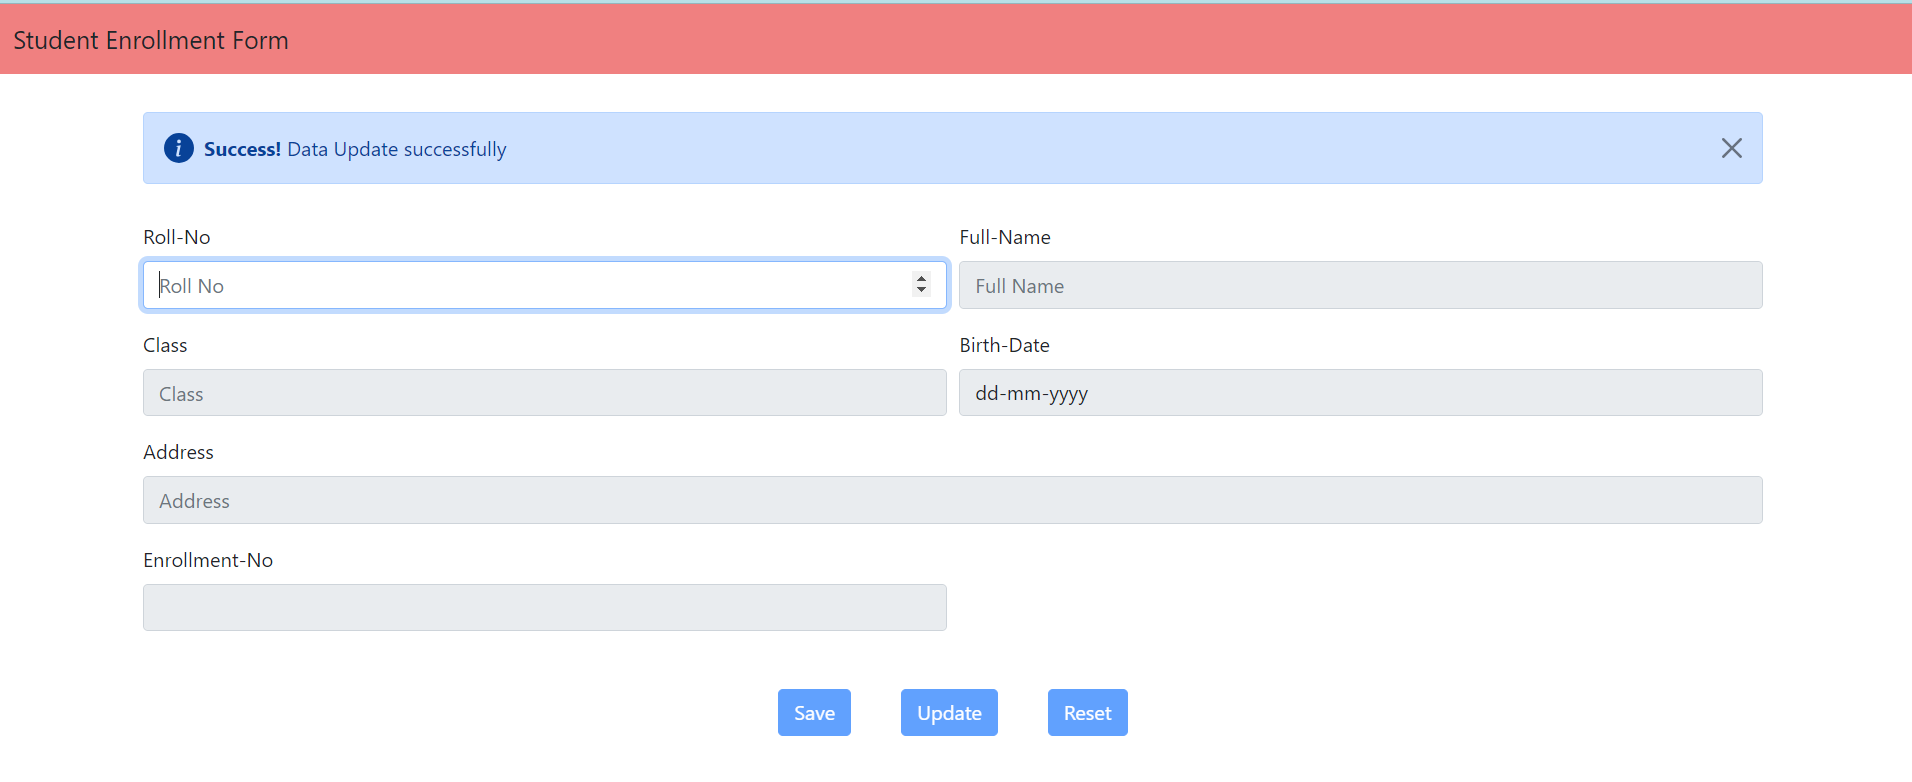 Student Enrollment Form
i Success! Data Update successfully
Roll-No Full-Name
Roll No Full Name
Class Birth-Date
Class dd-mm-yyyy
Address
Address
Enrollment-No
Save Update Reset